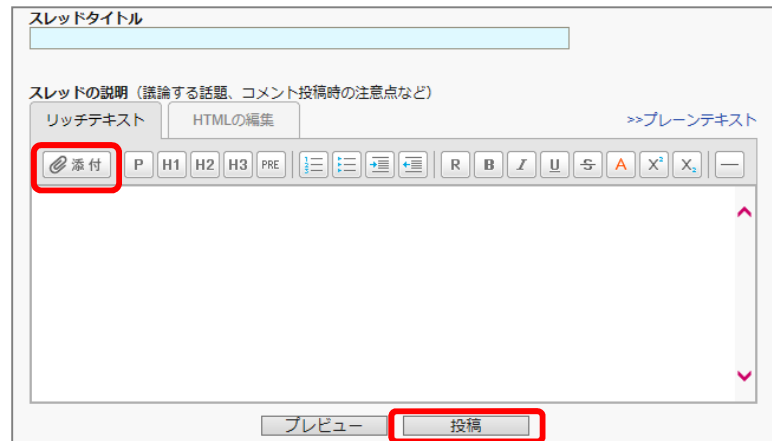 スレッドタイトル
スレッドの説明（議論する話題、コメント投稿時の注意点など）
リッチテキスト HTMLの編集 >>プレーンテキスト
添付 P H1 H2 H3 PRE R B I U S A X² X₂
プレビュー 投稿